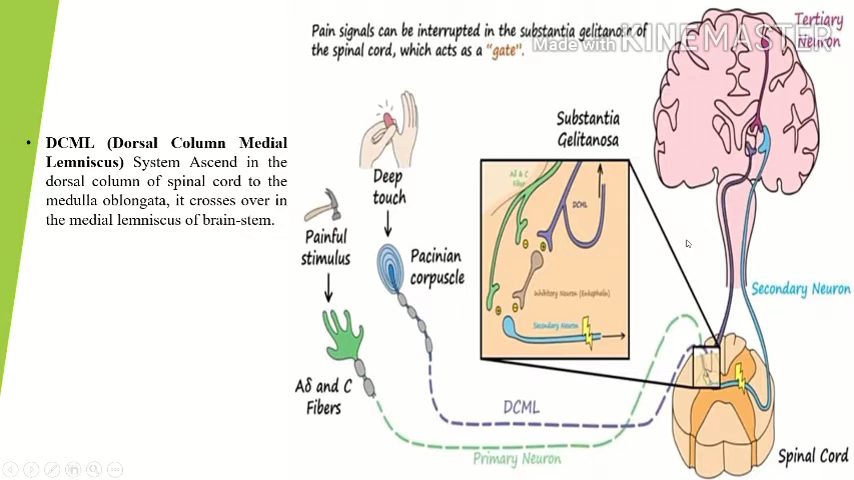 Pain signals can be interrupted in the substantia gelitanosa of
the spinal cord, which acts as a "gate".
Made with KINEMASTER
Tertiary
Neuron
• DCML (Dorsal Column Medial
Lemniscus) System Ascend in the
dorsal column of spinal cord to the
medulla oblongata, it crosses over in
the medial lemniscus of brain-stem.
Substantia
Gelitanosa
Deep
touch
Painful
stimulus
Pacinian
corpuscle
Aδ & C
Fiber
DCML
Inhibitory Neuron (Enkephalin)
Secondary Neuron
Secondary Neuron
Aδ and C
Fibers
DCML
Primary Neuron
Spinal Cord